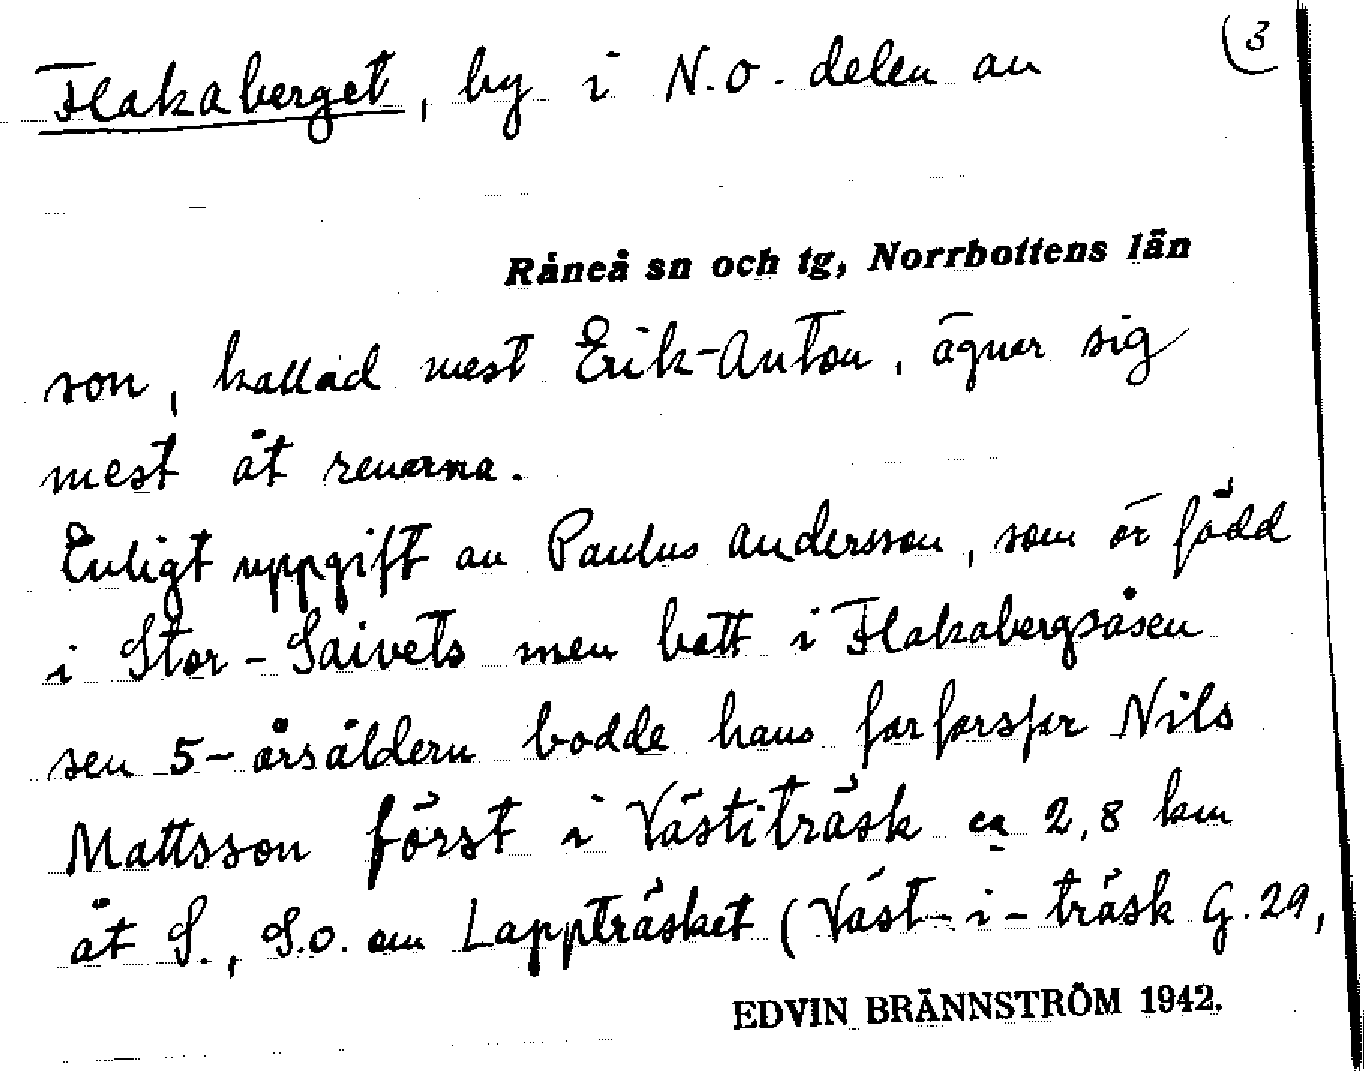 3
Flakaberget, by i N.O. delen av
Råneå sn och tg, Norrbottens län
son, kallad mest Erik-Anton, ägnar sig
mest åt renarna.
Enligt uppgift av Paulus Andersson, som är född
i Stor-Saivets men bott i Flakabergsåsen
sen 5-årsåldern bodde hans farfarsfar Nils
Mattsson först i Västiträsk ca 2,8 km
åt S., S.O. om Lappträsket (Väst-i-träsk G.29,
EDVIN BRÄNNSTRÖM 1942.